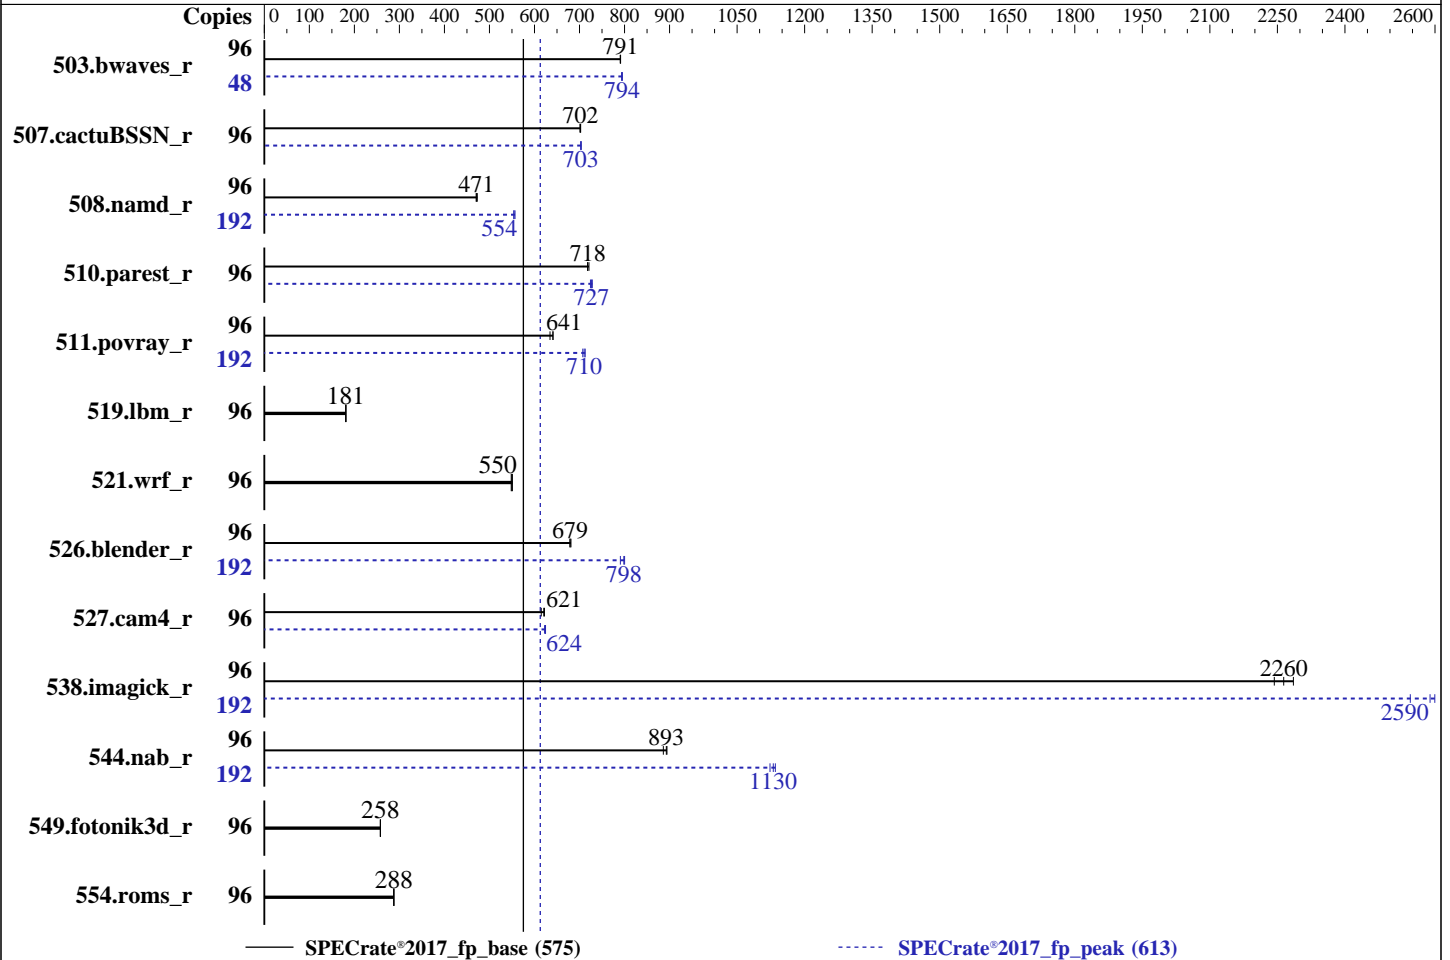 Copies 0 100 200 300 400 500 600 700 800 900 1050 1200 1350 1500 1650 1800 1950 2100 2250 2400 2600
503.bwaves_r 96 791
48 794
507.cactuBSSN_r 96 702
703
508.namd_r 96 471
192 554
510.parest_r 96 718
727
511.povray_r 96 641
192 710
519.lbm_r 96 181
521.wrf_r 96 550
526.blender_r 96 679
192 798
527.cam4_r 96 621
624
538.imagick_r 96 2260
192 2590
544.nab_r 96 893
192 1130
549.fotonik3d_r 96 258
554.roms_r 96 288
SPECrate®2017_fp_base (575) SPECrate®2017_fp_peak (613)